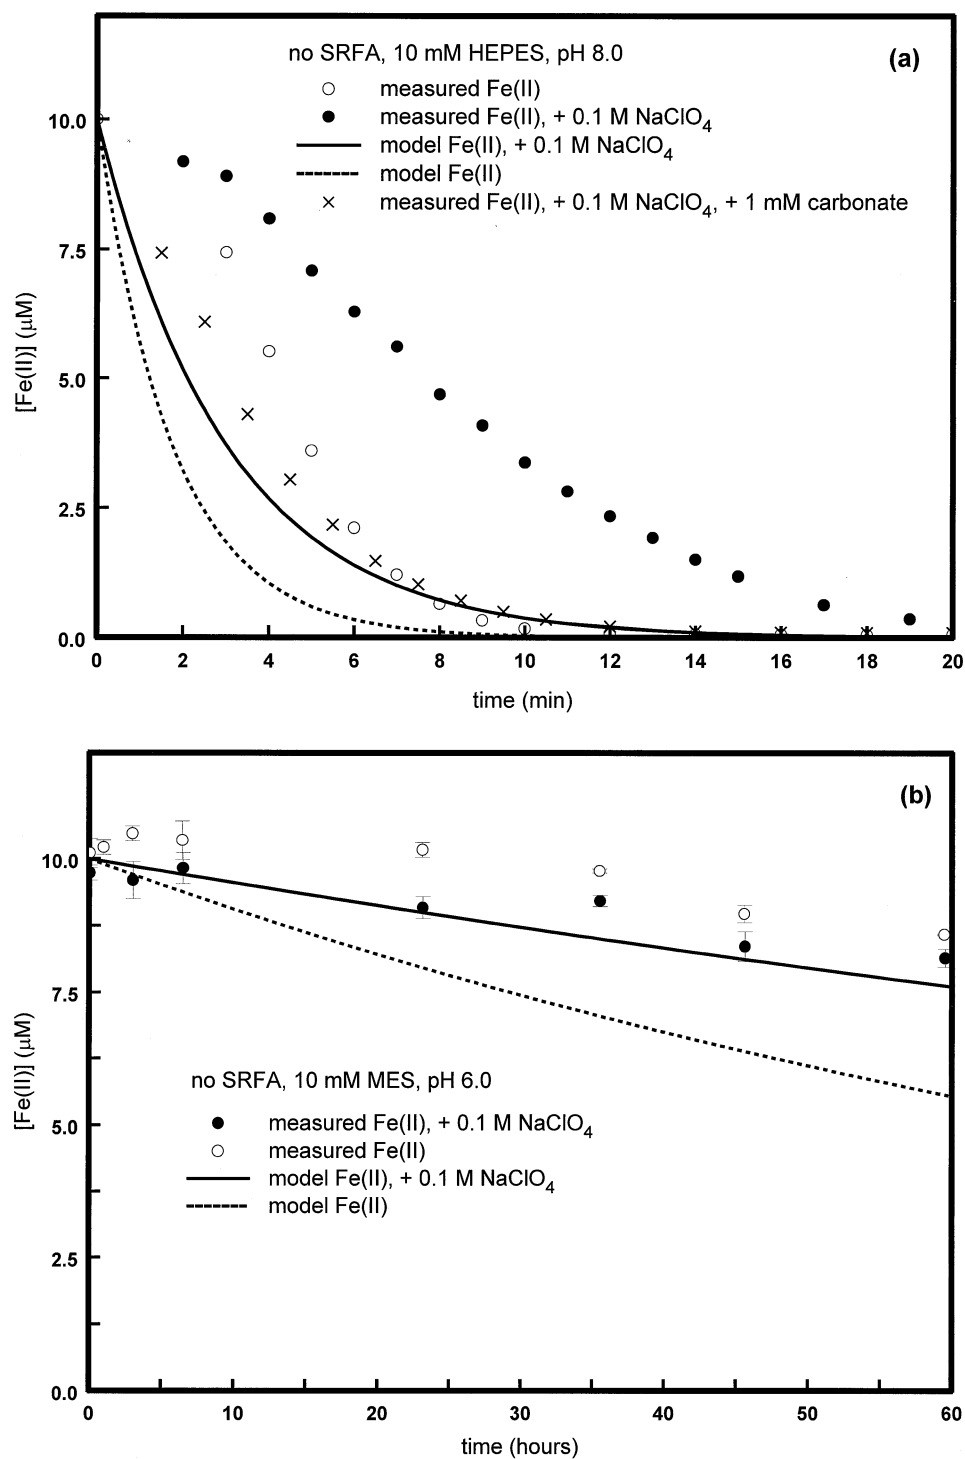 no SRFA, 10 mM HEPES, pH 8.0
(a)
measured Fe(II)
measured Fe(II), + 0.1 M NaClO4
model Fe(II), + 0.1 M NaClO4
model Fe(II)
measured Fe(II), + 0.1 M NaClO4, + 1 mM carbonate
[Fe(II)] (μM)
10.0
7.5
5.0
2.5
0.0
0 2 4 6 8 10 12 14 16 18 20
time (min)
(b)
[Fe(II)] (μM)
10.0
7.5
5.0
2.5
0.0
no SRFA, 10 mM MES, pH 6.0
measured Fe(II), + 0.1 M NaClO4
measured Fe(II)
model Fe(II), + 0.1 M NaClO4
model Fe(II)
0 10 20 30 40 50 60
time (hours)